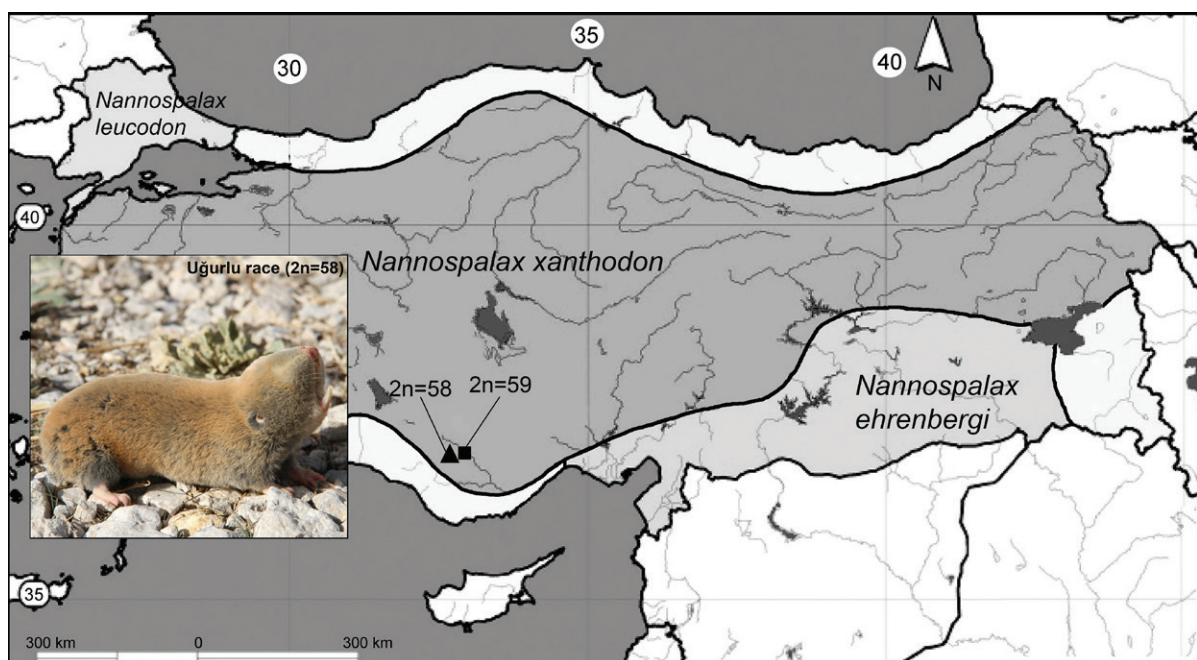 30
35
40
N
Nannospalax
leucodon
40
Nannospalax xanthodon
Uğurlu race (2n=58)
2n=58
2n=59
Nannospalax
ehrenbergi
35
300 km
0
300 km